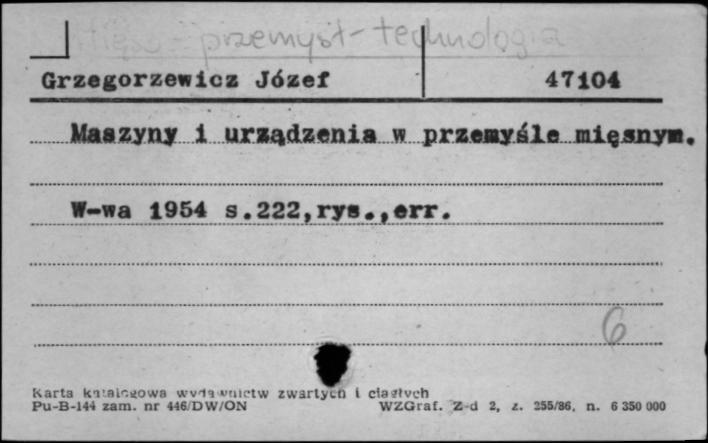 Mięso - przemysł - technologia
Grzegorzewicz Józef 47104
Maszyny i urządzenia w przemyśle mięsnym.
W-wa 1954 s.222,rys.,err.
6
Karta katalogowa wydawnictw zwartych i ciągłych
Pu-B-144 zam. nr 446/DW/ON WZGraf. Z-d 2, z. 255/86, n. 6 350 000